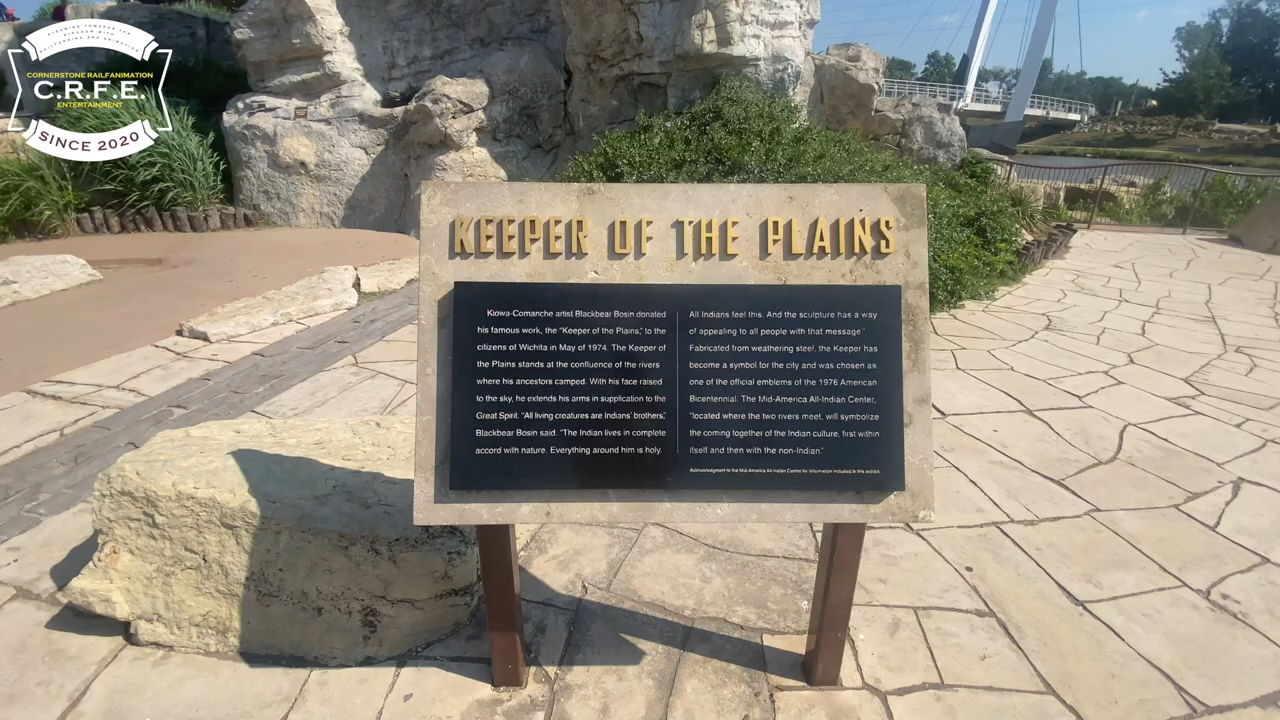 STEAMING TOWARDS THE
KINGDOM WITH
RAILFANNING AND ANIMATION
CORNERSTONE RAILFANIMATION
C.R.F.E.
ENTERTAINMENT
SINCE 2020
KEEPER OF THE PLAINS
Kiowa-Comanche artist Blackbear Bosin donated
his famous work, the "Keeper of the Plains," to the
citizens of Wichita in May of 1974. The Keeper of
the Plains stands at the confluence of the rivers
where his ancestors camped. With his face raised
to the sky, he extends his arms in supplication to the
Great Spirit. "All living creatures are Indians' brothers,"
Blackbear Bosin said. "The Indian lives in complete
accord with nature. Everything around him is holy.
All Indians feel this. And the sculpture has a way
of appealing to all people with that message."
Fabricated from weathering steel, the Keeper has
become a symbol for the city and was chosen as
one of the official emblems of the 1976 American
Bicentennial. The Mid-America All-Indian Center,
"located where the two rivers meet, will symbolize
the coming together of the Indian culture, first within
itself and then with the non-Indian."
Acknowledgment to the Mid-America All-Indian Center for information included in this exhibit.